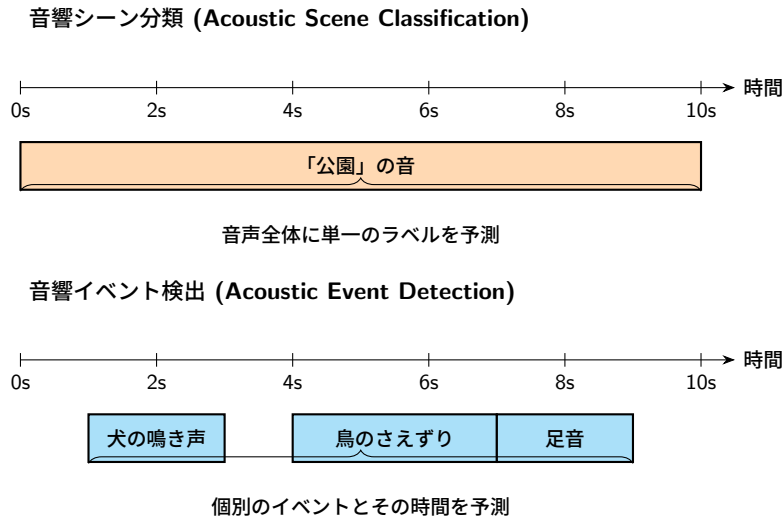 音響シーン分類 (Acoustic Scene Classification)
時間
0s 2s 4s 6s 8s 10s
「公園」の音
音声全体に単一のラベルを予測
音響イベント検出 (Acoustic Event Detection)
時間
0s 2s 4s 6s 8s 10s
犬の鳴き声 鳥のさえずり 足音
個別のイベントとその時間を予測